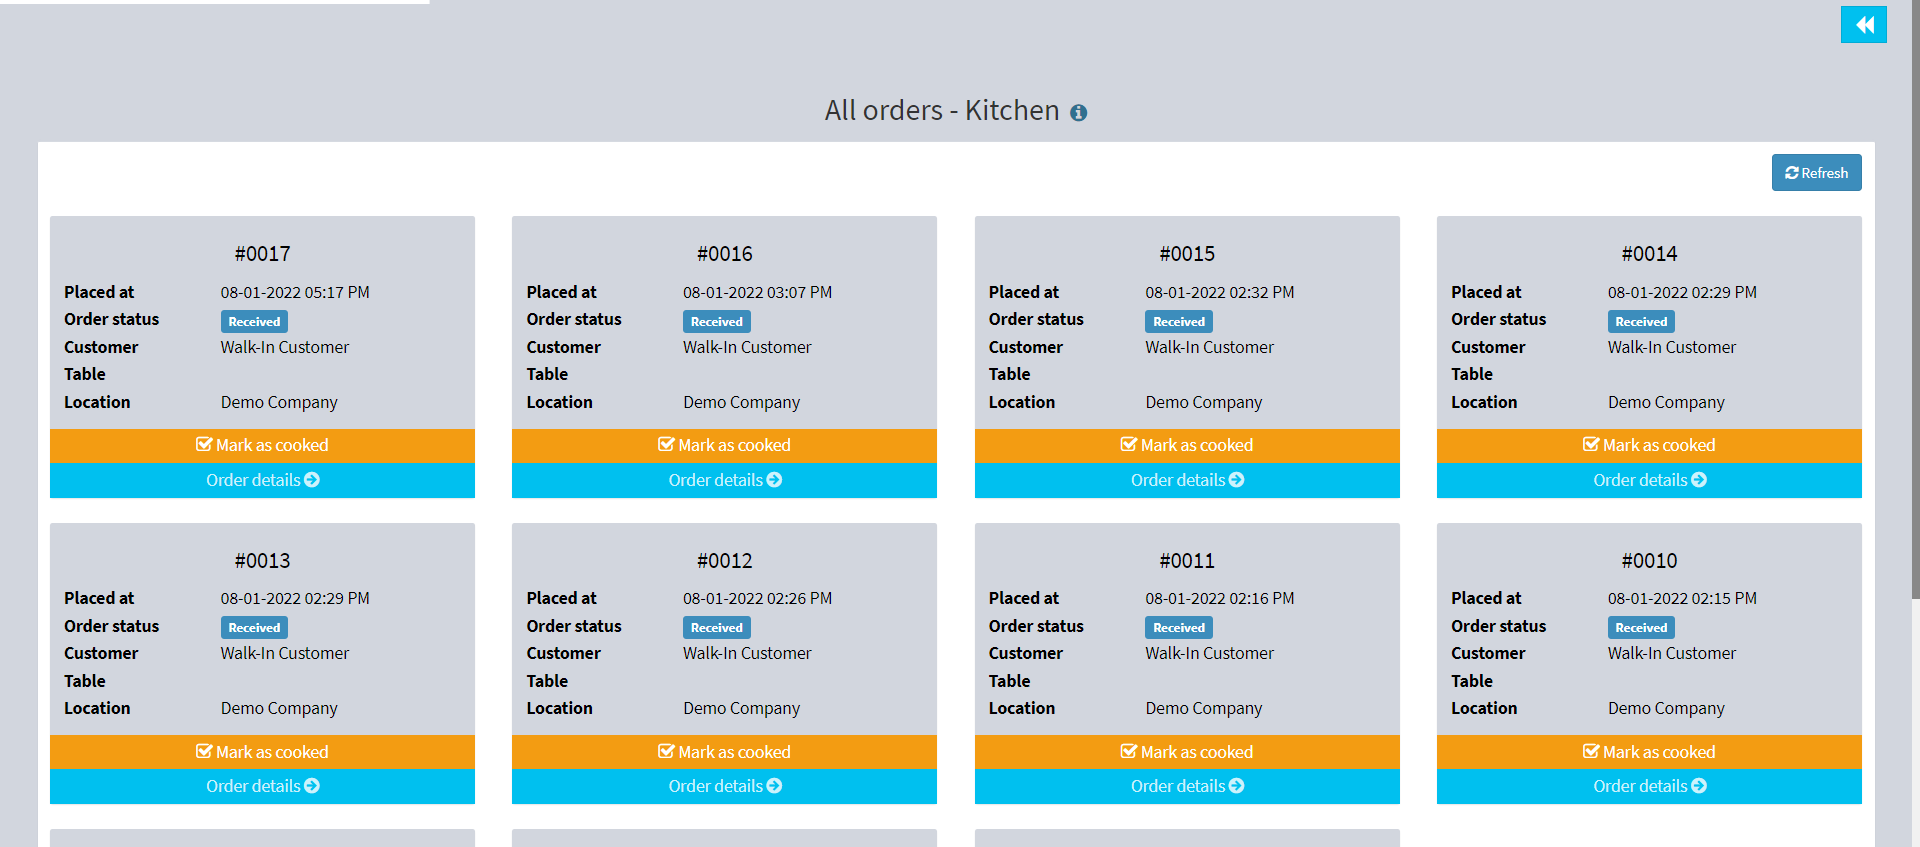 All orders - Kitchen
Refresh
#0017
Placed at 08-01-2022 05:17 PM
Order status Received
Customer Walk-In Customer
Table
Location Demo Company
Mark as cooked
Order details
#0016
Placed at 08-01-2022 03:07 PM
Order status Received
Customer Walk-In Customer
Table
Location Demo Company
Mark as cooked
Order details
#0015
Placed at 08-01-2022 02:32 PM
Order status Received
Customer Walk-In Customer
Table
Location Demo Company
Mark as cooked
Order details
#0014
Placed at 08-01-2022 02:29 PM
Order status Received
Customer Walk-In Customer
Table
Location Demo Company
Mark as cooked
Order details
#0013
Placed at 08-01-2022 02:29 PM
Order status Received
Customer Walk-In Customer
Table
Location Demo Company
Mark as cooked
Order details
#0012
Placed at 08-01-2022 02:26 PM
Order status Received
Customer Walk-In Customer
Table
Location Demo Company
Mark as cooked
Order details
#0011
Placed at 08-01-2022 02:16 PM
Order status Received
Customer Walk-In Customer
Table
Location Demo Company
Mark as cooked
Order details
#0010
Placed at 08-01-2022 02:15 PM
Order status Received
Customer Walk-In Customer
Table
Location Demo Company
Mark as cooked
Order details